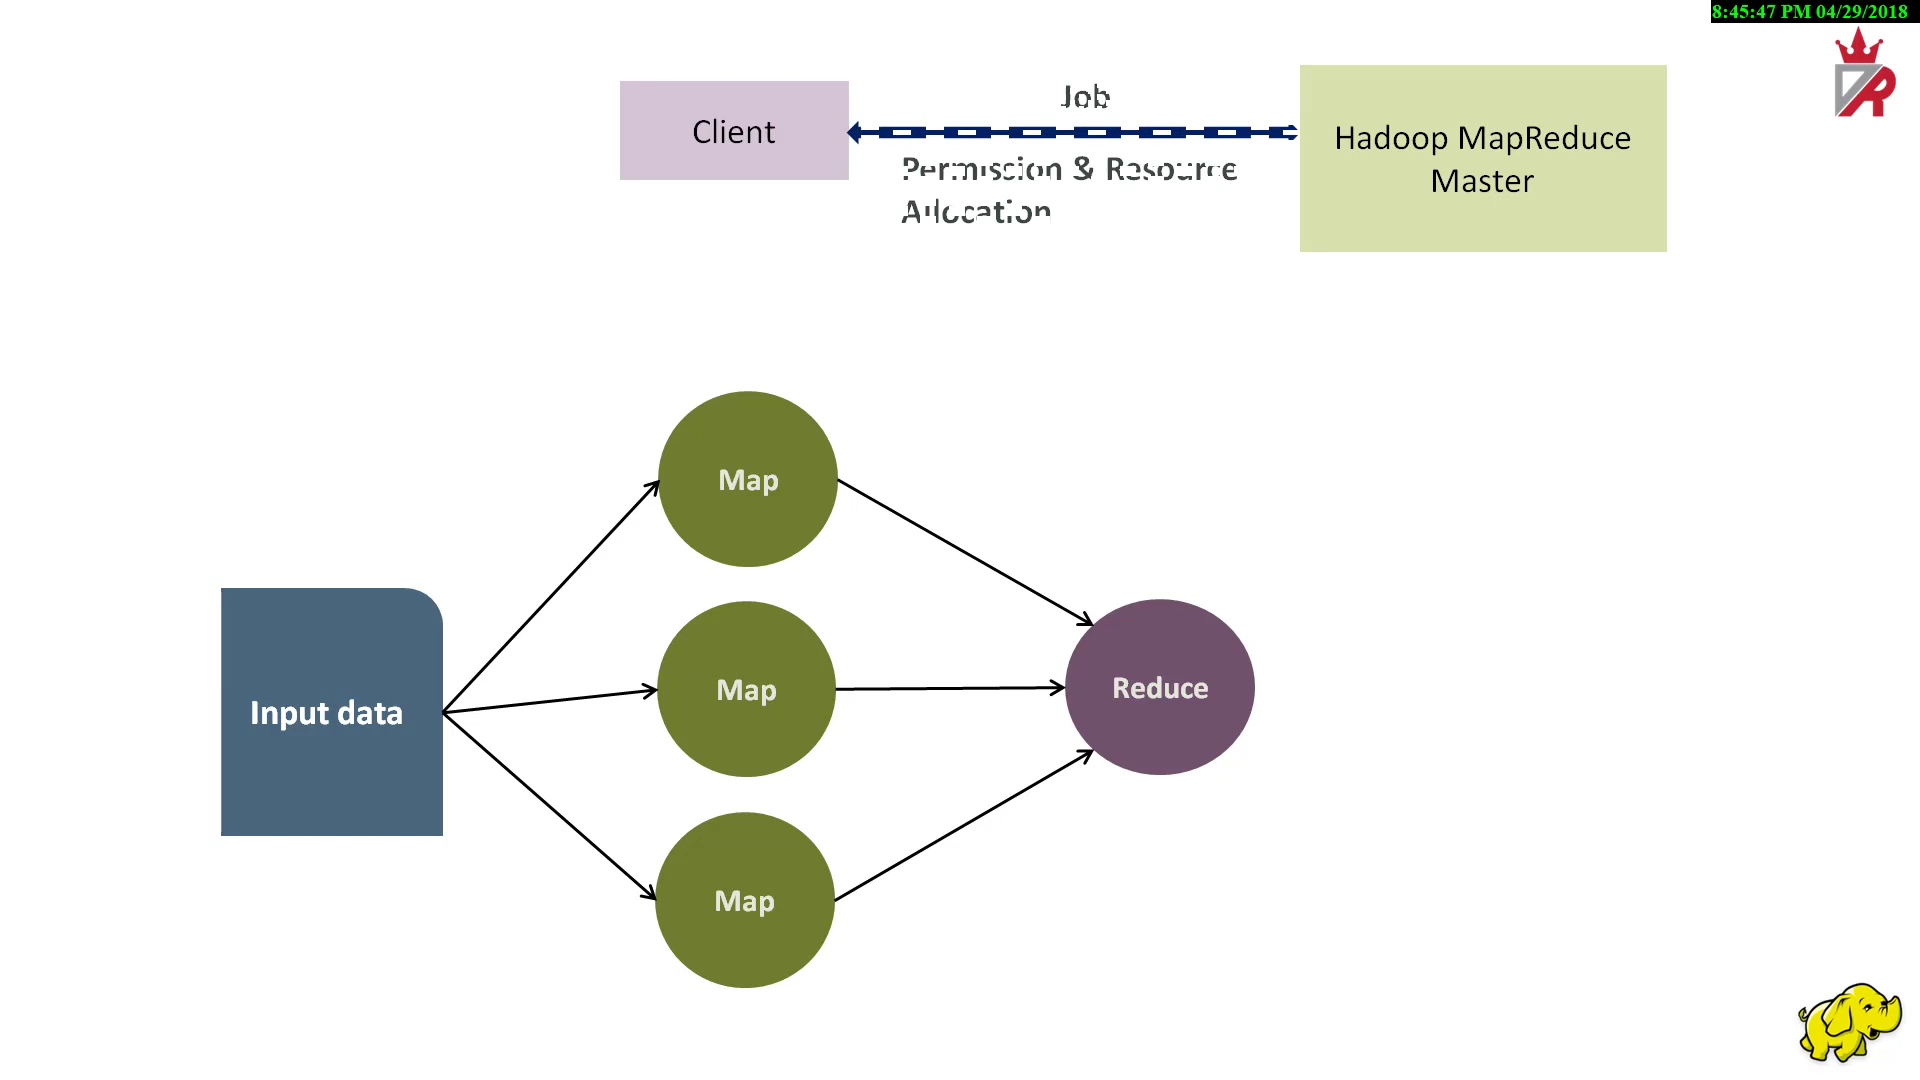 8:45:47 PM 04/29/2018
Job
Client
Hadoop MapReduce
Master
Permission & Resource
Allocation
Map
Map
Reduce
Input data
Map